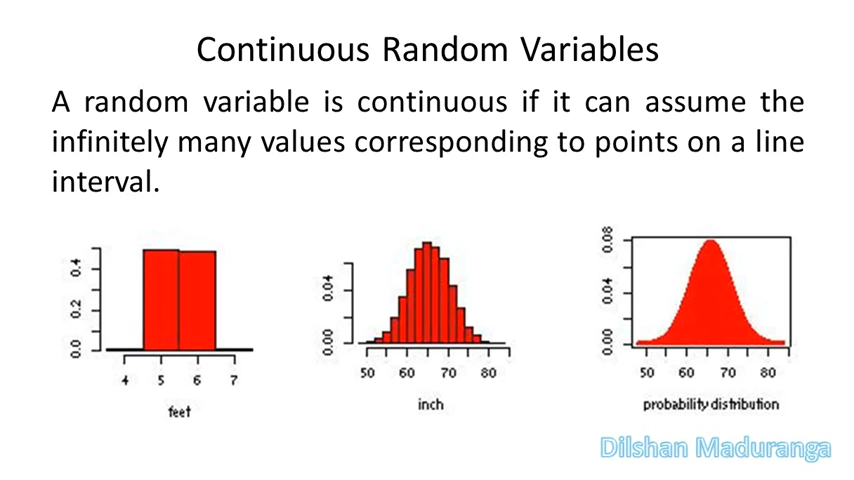 Continuous Random Variables
A random variable is continuous if it can assume the
infinitely many values corresponding to points on a line
interval.
0.4
0.2
0.0
4 5 6 7
feet
0.04
0.00
50 60 70 80
inch
0.08
0.04
0.00
50 60 70 80
probability distribution
Dilshan Maduranga